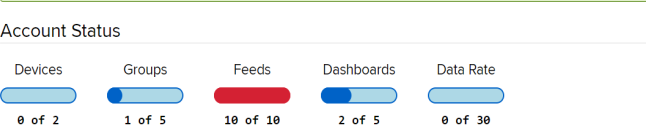 Account Status
Devices Groups Feeds Dashboards Data Rate
0 of 2 1 of 5 10 of 10 2 of 5 0 of 30